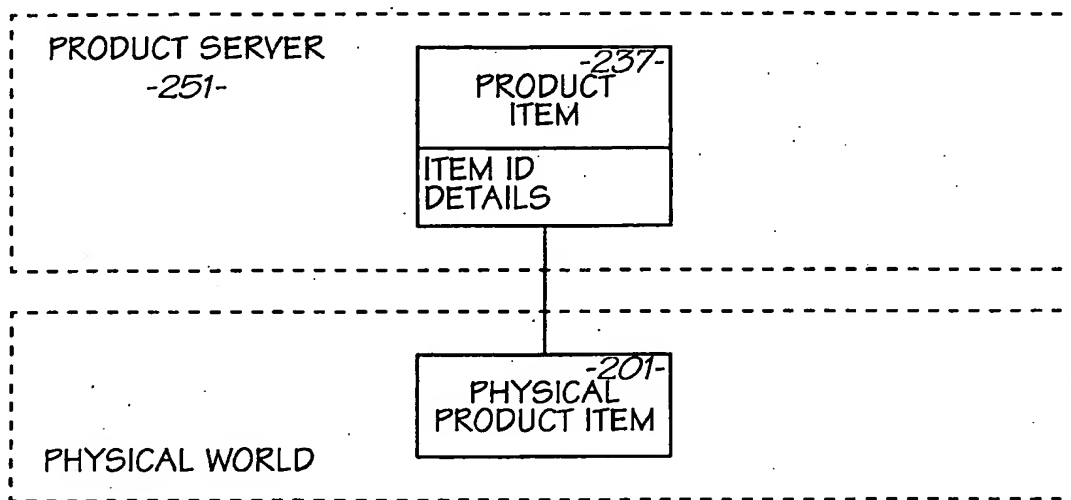 PRODUCT SERVER
-251-
-237-
PRODUCT
ITEM
ITEM ID
DETAILS
-201-
PHYSICAL
PRODUCT ITEM
PHYSICAL WORLD